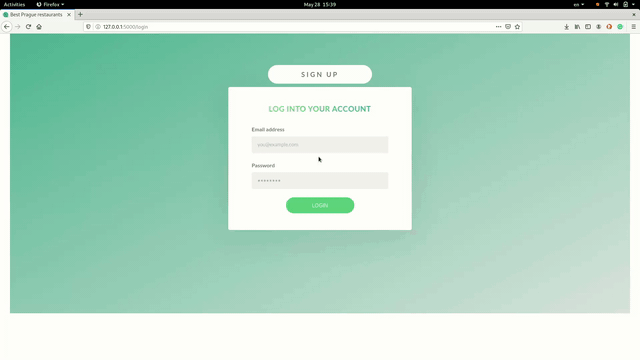 Activities Firefox May 28 15:39 en
Best Prague restaurants
127.0.0.1:5000/login
SIGN UP
LOG INTO YOUR ACCOUNT
Email address
you@example.com
Password
LOGIN